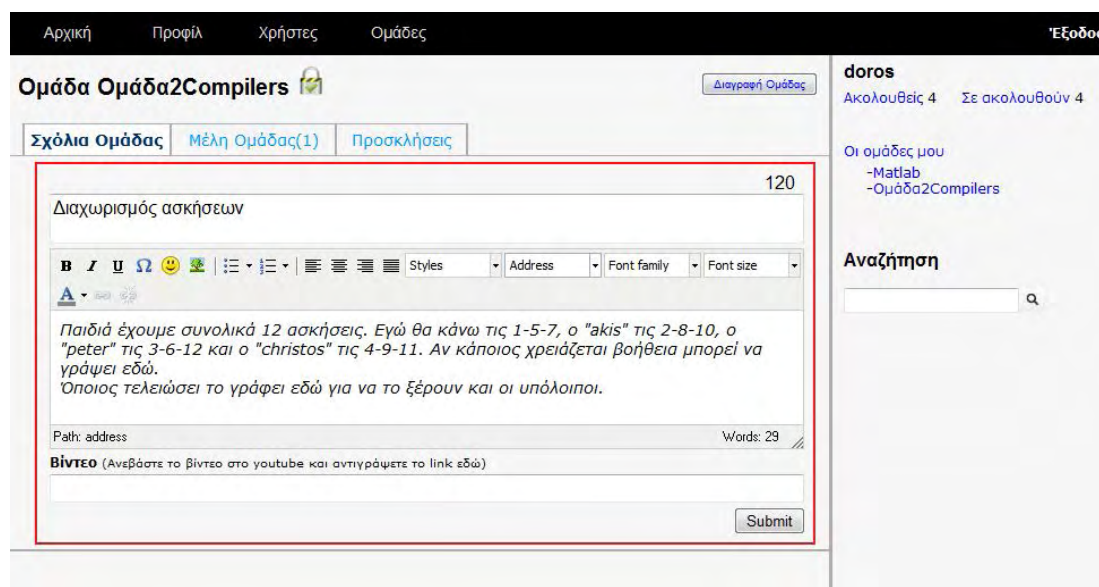 Αρχική Προφίλ Χρήστες Ομάδες Έξοδος
Ομάδα Ομάδα2Compilers
Διαγραφή Ομάδας
Σχόλια Ομάδας Μέλη Ομάδας(1) Προσκλήσεις
120
Διαχωρισμός ασκήσεων
B I U Ω Styles Address Font family Font size
A
Παιδιά έχουμε συνολικά 12 ασκήσεις. Εγώ θα κάνω τις 1-5-7, ο "akis" τις 2-8-10, ο
"peter" τις 3-6-12 και ο "christos" τις 4-9-11. Αν κάποιος χρειάζεται βοήθεια μπορεί να
γράψει εδώ.
Όποιος τελειώσει το γράφει εδώ για να το ξέρουν και οι υπόλοιποι.
Path: address Words: 29
Βίντεο (Ανεβάστε το βίντεο στο youtube και αντιγράψετε το link εδώ)
Submit
doros
Ακολουθείς 4 Σε ακολουθούν 4
Οι ομάδες μου
-Matlab
-Ομάδα2Compilers
Αναζήτηση